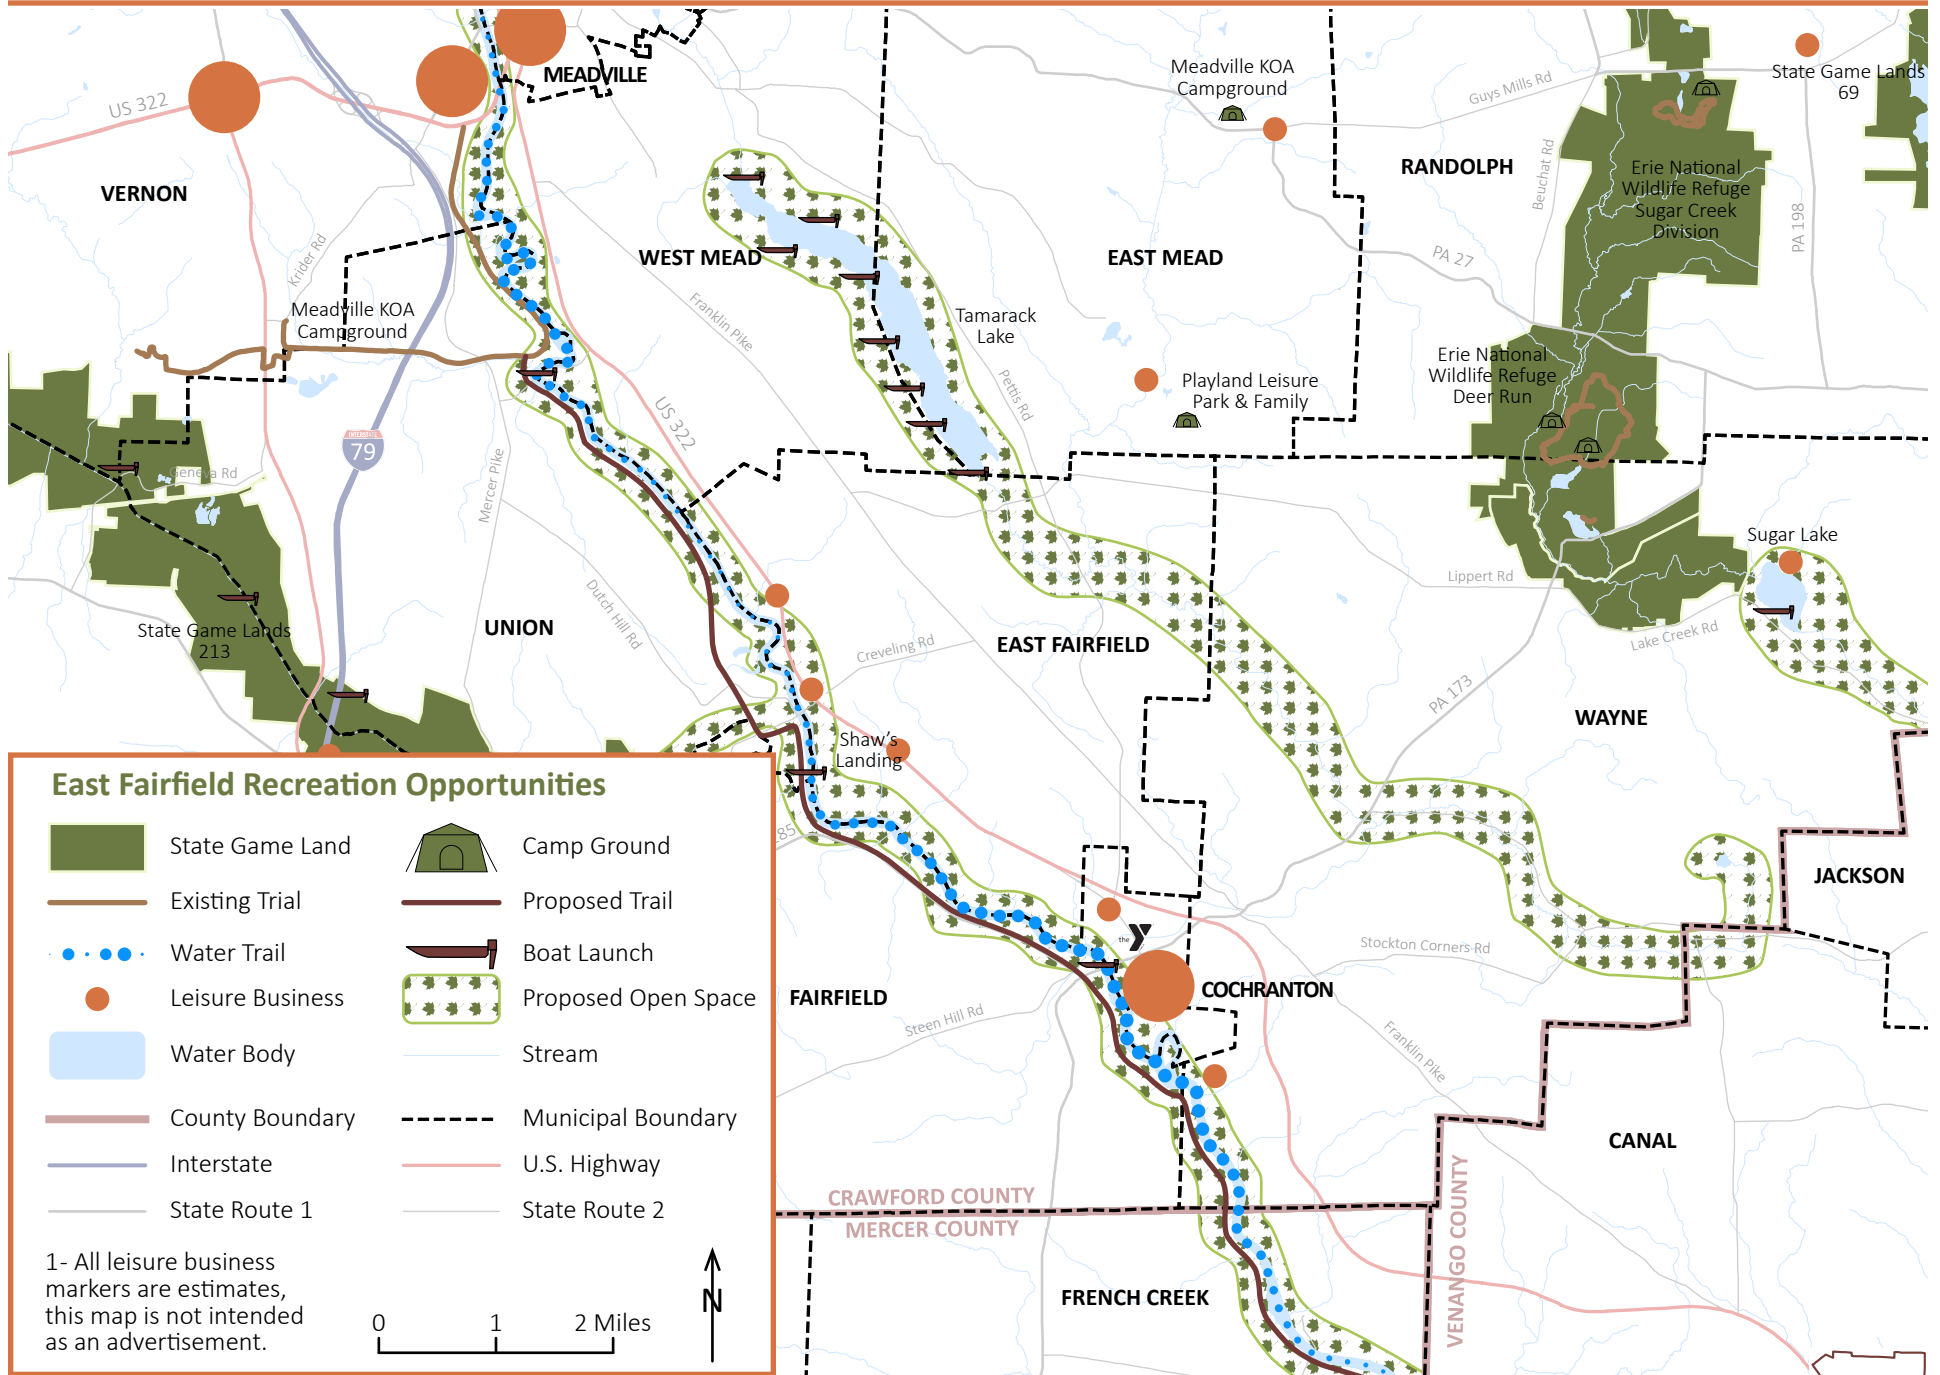 MEADVILLE
US 322
VERNON
Krider Rd
Meadville KOA
Campground
WEST MEAD
Franklin Pike
Tamarack
Lake
Pettis Rd
Meadville KOA
Campground
EAST MEAD
Playland Leisure
Park & Family
Guys Mills Rd
RANDOLPH
Beuchat Rd
PA 27
State Game Lands
69
Erie National
Wildlife Refuge
Sugar Creek
Division
PA 198
Erie National
Wildlife Refuge
Deer Run
INTERSTATE
79
Geneva Rd
Mercer Pike
US 322
State Game Lands
213
UNION
Dutch Hill Rd
Creveling Rd
EAST FAIRFIELD
Lippert Rd
Sugar Lake
Lake Creek Rd
PA 173
WAYNE
Shaw's
Landing
85
JACKSON
the
Y
Stockton Corners Rd
FAIRFIELD
COCHRANTON
Steen Hill Rd
Franklin Pike
CANAL
CRAWFORD COUNTY
MERCER COUNTY
VENANGO COUNTY
FRENCH CREEK
East Fairfield Recreation Opportunities
State Game Land
Camp Ground
Existing Trial
Proposed Trail
Water Trail
Boat Launch
Leisure Business
Proposed Open Space
Water Body
Stream
County Boundary
Municipal Boundary
Interstate
U.S. Highway
State Route 1
State Route 2
1- All leisure business
markers are estimates,
this map is not intended
as an advertisement.
0 1 2 Miles
N